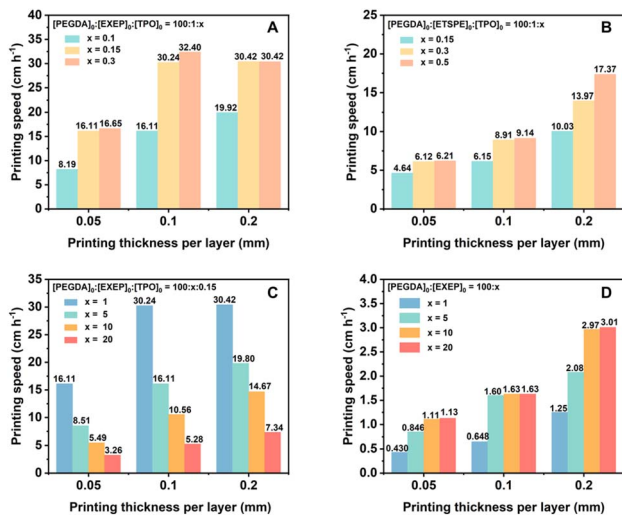 [PEGDA]₀:[EXEP]₀:[TPO]₀ = 100:1:x
A
x = 0.1
x = 0.15
x = 0.3
Printing speed (cm h⁻¹)
40
35
30
25
20
15
10
5
0
8.19
16.11
16.65
16.11
30.24
32.40
19.92
30.42
30.42
0.05
0.1
0.2
Printing thickness per layer (mm)
[PEGDA]₀:[ETSPE]₀:[TPO]₀ = 100:1:x
B
x = 0.15
x = 0.3
x = 0.5
Printing speed (cm h⁻¹)
25
20
15
10
5
0
4.64
6.12
6.21
6.15
8.91
9.14
10.03
13.97
17.37
0.05
0.1
0.2
Printing thickness per layer (mm)
[PEGDA]₀:[EXEP]₀:[TPO]₀ = 100:x:0.15
C
x = 1
x = 5
x = 10
x = 20
Printing speed (cm h⁻¹)
35
30
25
20
15
10
5
0
16.11
8.51
5.49
3.26
30.24
16.11
10.56
5.28
30.42
19.80
14.67
7.34
0.05
0.1
0.2
Printing thickness per layer (mm)
[PEGDA]₀:[EXEP]₀ = 100:x
D
x = 1
x = 5
x = 10
x = 20
Printing speed (cm h⁻¹)
4.0
3.5
3.0
2.5
2.0
1.5
1.0
0.5
0.0
0.430
0.846
1.11
1.13
0.648
1.60
1.63
1.63
1.25
2.08
2.97
3.01
0.05
0.1
0.2
Printing thickness per layer (mm)